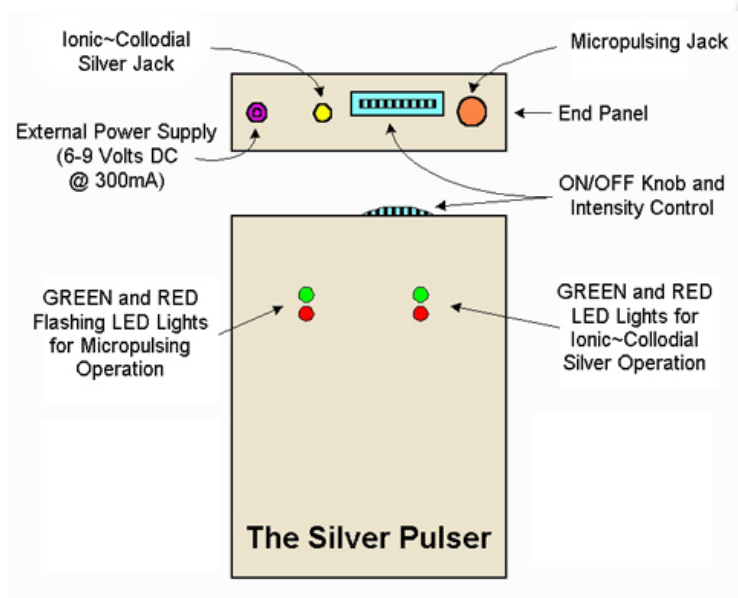 Ionic~Collodial
Silver Jack
Micropulsing Jack
End Panel
External Power Supply
(6-9 Volts DC
@ 300mA)
ON/OFF Knob and
Intensity Control
GREEN and RED
Flashing LED Lights
for Micropulsing
Operation
GREEN and RED
LED Lights for
Ionic~Collodial
Silver Operation
The Silver Pulser